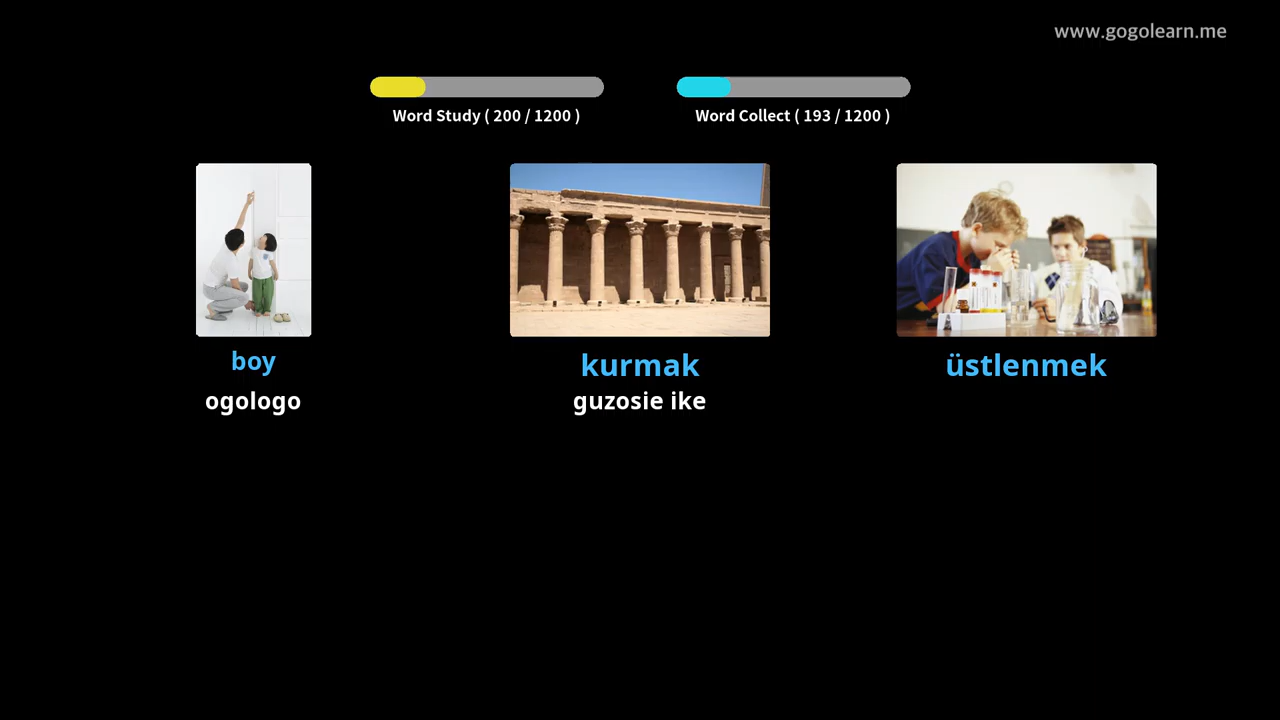 www.gogolearn.me
Word Study ( 200 / 1200 )
Word Collect ( 193 / 1200 )
boy
ogologo
kurmak
guzosie ike
üstlenmek